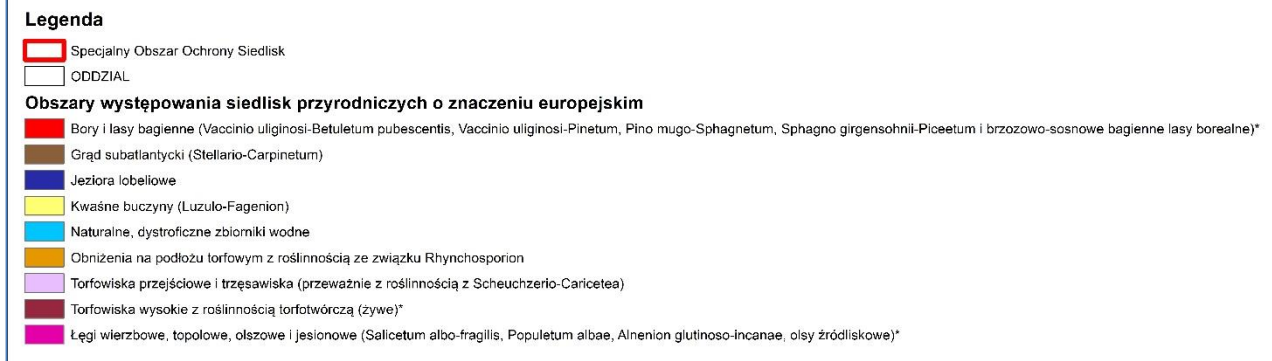 Legenda
Specjalny Obszar Ochrony Siedlisk
ODDZIAL
Obszary występowania siedlisk przyrodniczych o znaczeniu europejskim
Bory i lasy bagienne (Vaccinio uliginosi-Betuletum pubescentis, Vaccinio uliginosi-Pinetum, Pino mugo-Sphagnetum, Sphagno girgensohnii-Piceetum i brzozowo-sosnowe bagienne lasy borealne)*
Grąd subatlantycki (Stellario-Carpinetum)
Jeziora lobeliowe
Kwaśne buczyny (Luzulo-Fagenion)
Naturalne, dystroficzne zbiorniki wodne
Obniżenia na podłożu torfowym z roślinnością ze związku Rhynchosporion
Torfowiska przejściowe i trzęsawiska (przeważnie z roślinnością z Scheuchzerio-Caricetea)
Torfowiska wysokie z roślinnością torfotwórczą (żywe)*
Łęgi wierzbowe, topolowe, olszowe i jesionowe (Salicetum albo-fragilis, Populetum albae, Alnenion glutinoso-incanae, olsy źródliskowe)*